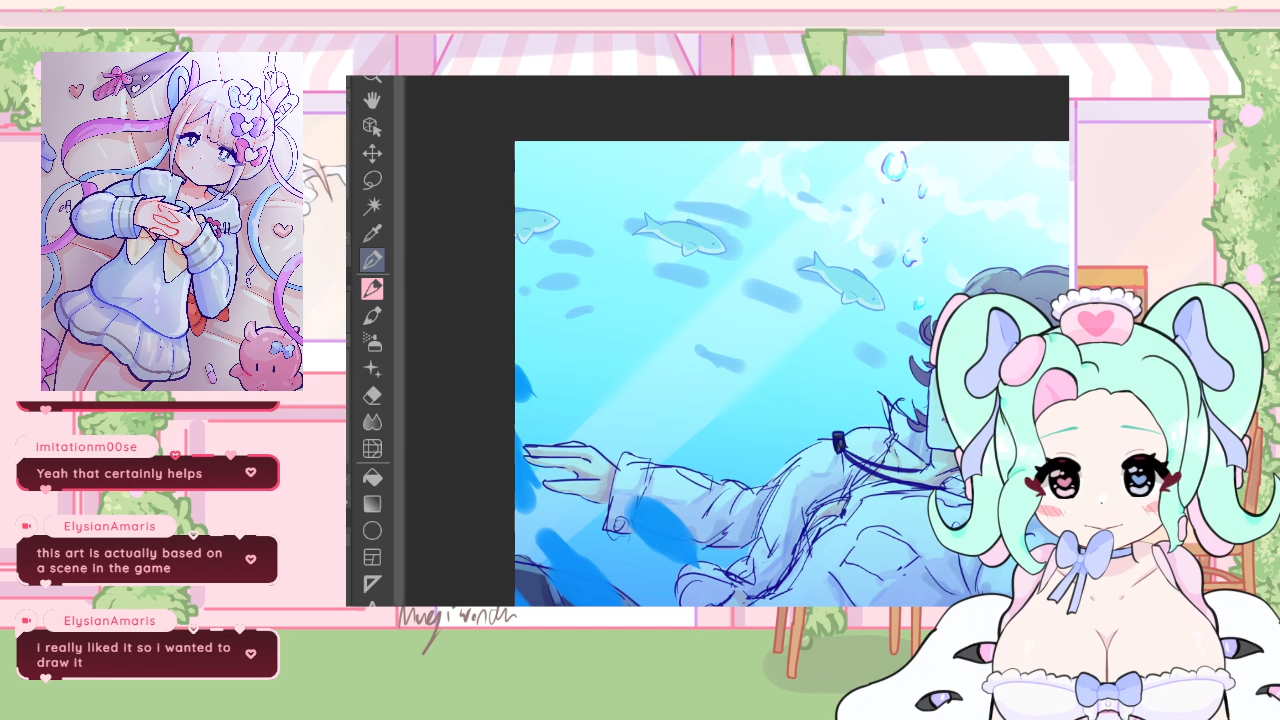 imitationm00se
Yeah that certainly helps
ElysianAmaris
this art is actually based on
a scene in the game
ElysianAmaris
i really liked it so i wanted to
draw it